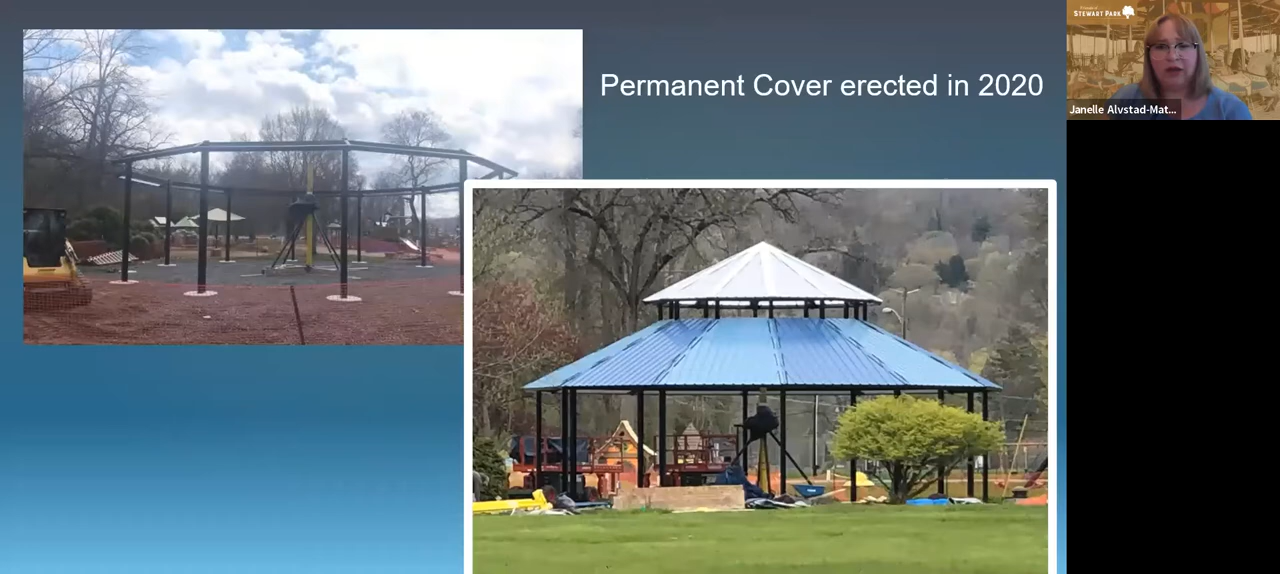 Permanent Cover erected in 2020
STEWART PARK
Janelle Alvstad-Mat...